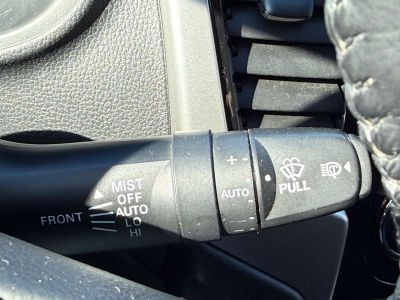 MIST
OFF
FRONT AUTO
LO
HI
+
AUTO
-
PULL